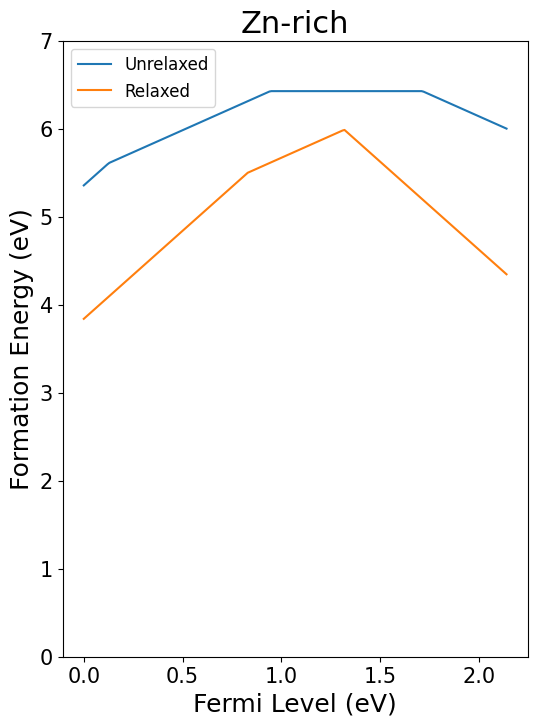 Zn-rich
Unrelaxed
Relaxed
7
6
5
4
3
2
1
0
Formation Energy (eV)
0.0 0.5 1.0 1.5 2.0
Fermi Level (eV)